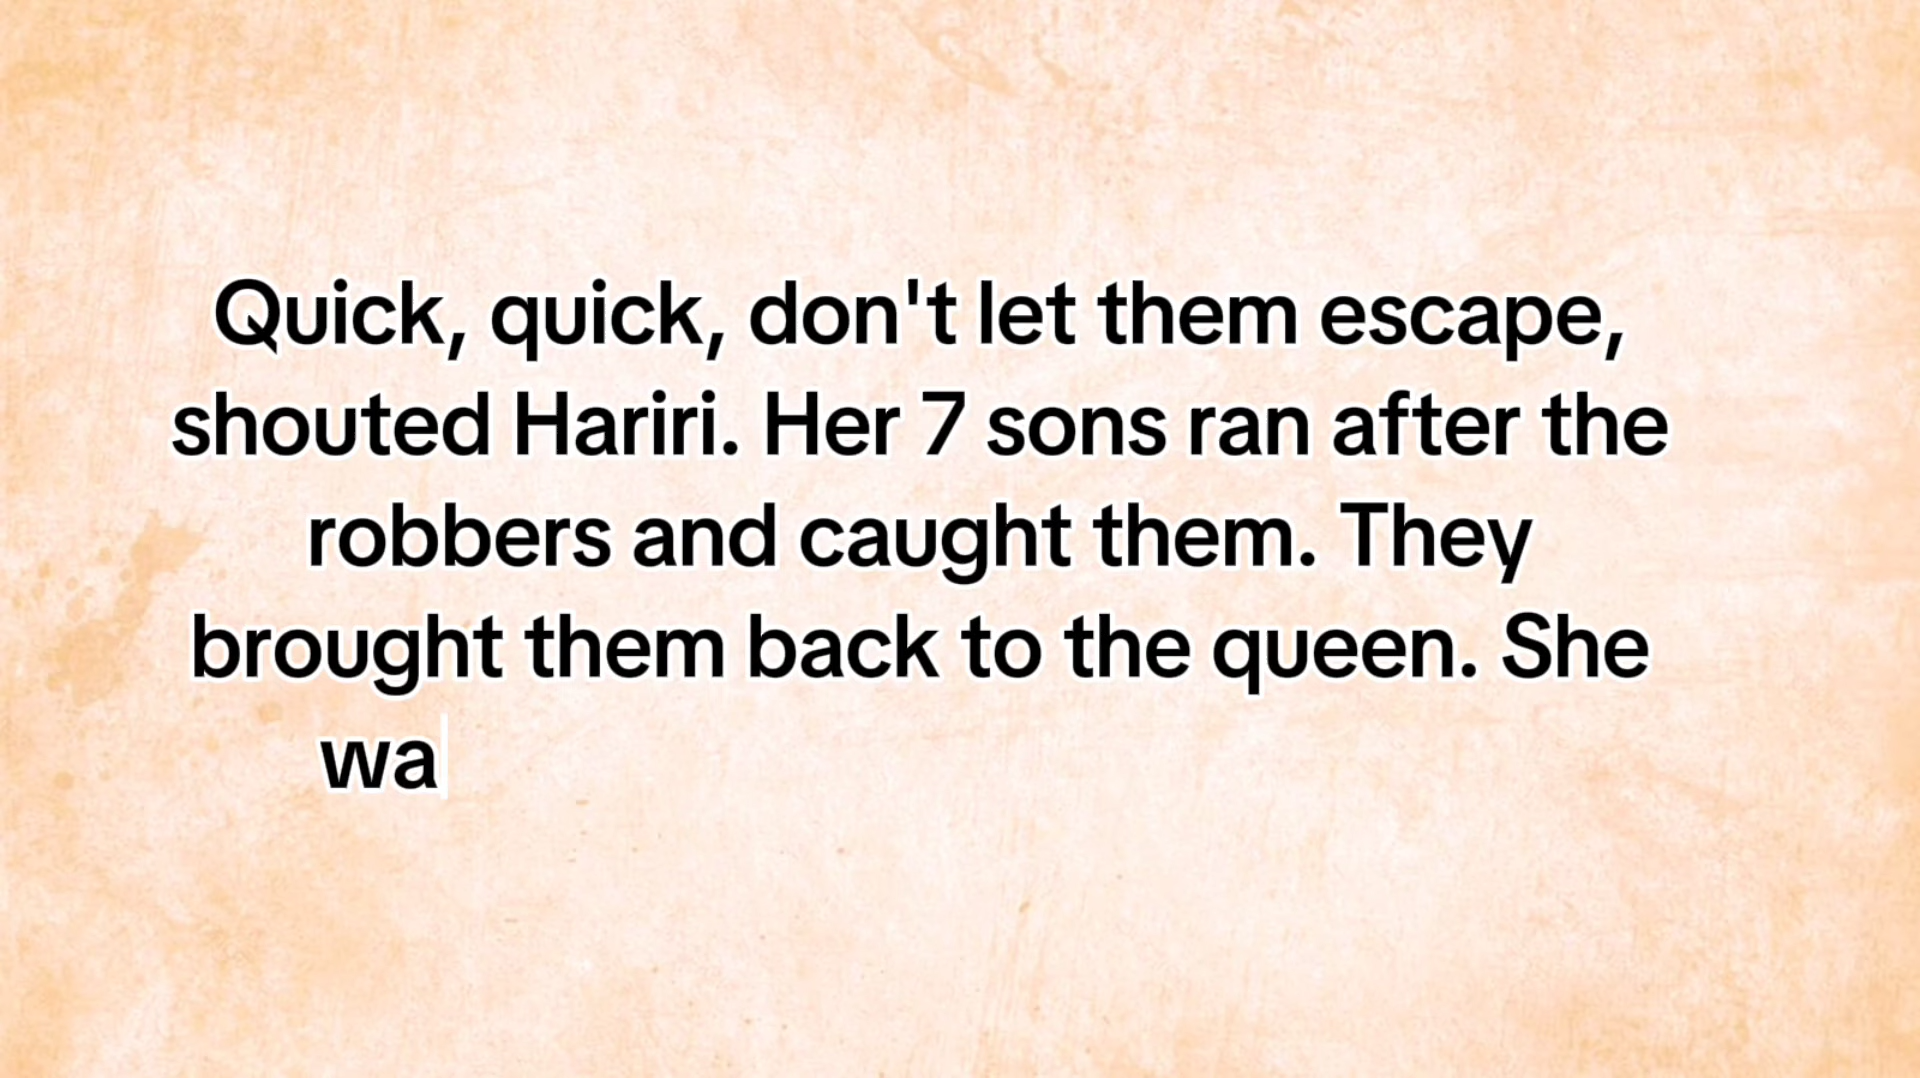 Quick, quick, don't let them escape,
shouted Hariri. Her 7 sons ran after the
robbers and caught them. They
brought them back to the queen. She
wa